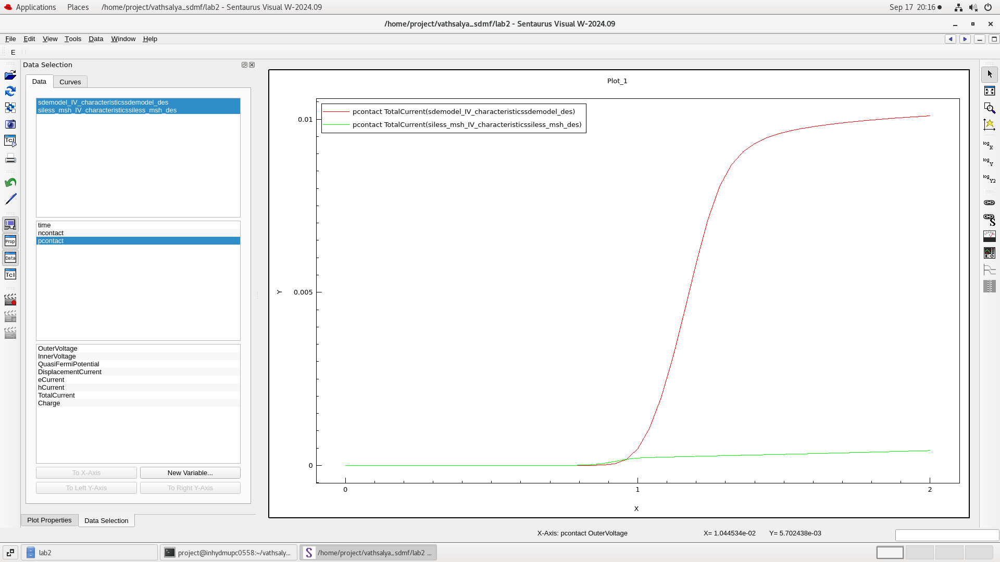 Applications Places /home/project/vathsalya_sdmf/lab2 - Sentaurus Visual W-2024.09 Sep 17 20:16
/home/project/vathsalya_sdmf/lab2 - Sentaurus Visual W-2024.09
File Edit View Tools Data Window Help
E
Data Selection
Data Curves
sdemodel_IV_characteristicssdemodel_des
siless_msh_IV_characteristicssiless_msh_des
time
ncontact
pcontact
OuterVoltage
InnerVoltage
QuasiFermiPotential
DisplacementCurrent
eCurrent
hCurrent
TotalCurrent
Charge
To X-Axis New Variable...
To Left Y-Axis To Right Y-Axis
Plot Properties Data Selection
Tcl
Prop
Data
Tcl
Plot_1
pcontact TotalCurrent(sdemodel_IV_characteristicssdemodel_des)
pcontact TotalCurrent(siless_msh_IV_characteristicssiless_msh_des)
0.01
0.005
0
Y
0 1 2
X
log X
log Y
log Y2
S
X-Axis: pcontact OuterVoltage X= 1.044534e-02 Y= 5.702438e-03
lab2 project@inhydmupc0558:~/vathsaly... S /home/project/vathsalya_sdmf/lab2 ...